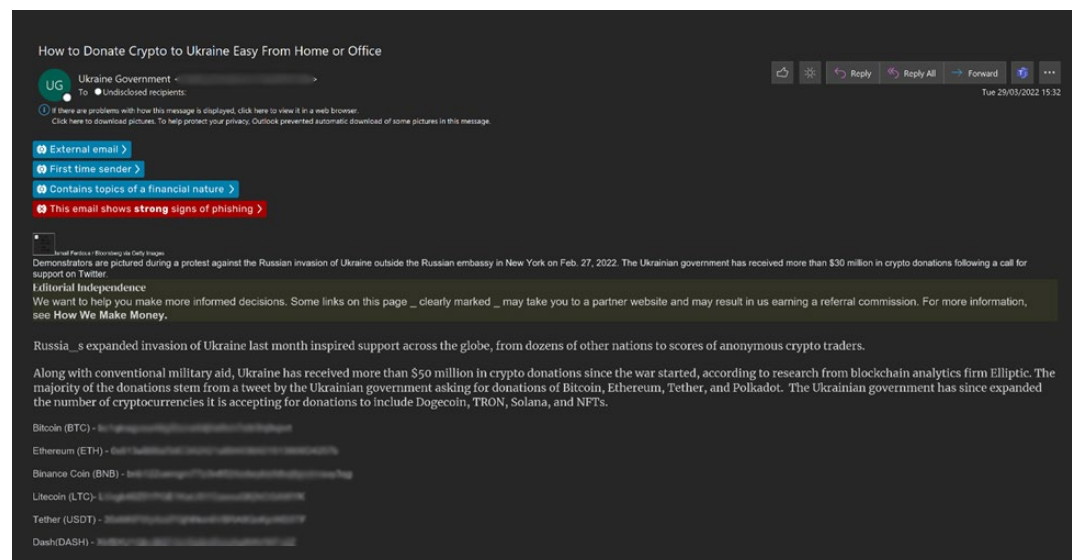 How to Donate Crypto to Ukraine Easy From Home or Office
UG
Ukraine Government < >
To Undisclosed recipients:
Reply
Reply All
Forward
Tue 29/03/2022 15:32
If there are problems with how this message is displayed, click here to view it in a web browser.
Click here to download pictures. To help protect your privacy, Outlook prevented automatic download of some pictures in this message.
External email >
First time sender >
Contains topics of a financial nature >
This email shows strong signs of phishing >
Ismail Ferdous • Bloomberg via Getty Images
Demonstrators are pictured during a protest against the Russian invasion of Ukraine outside the Russian embassy in New York on Feb. 27, 2022. The Ukrainian government has received more than $30 million in crypto donations following a call for
support on Twitter.
Editorial Independence
We want to help you make more informed decisions. Some links on this page _ clearly marked _ may take you to a partner website and may result in us earning a referral commission. For more information,
see How We Make Money.
Russia_s expanded invasion of Ukraine last month inspired support across the globe, from dozens of other nations to scores of anonymous crypto traders.
Along with conventional military aid, Ukraine has received more than $50 million in crypto donations since the war started, according to research from blockchain analytics firm Elliptic. The
majority of the donations stem from a tweet by the Ukrainian government asking for donations of Bitcoin, Ethereum, Tether, and Polkadot. The Ukrainian government has since expanded
the number of cryptocurrencies it is accepting for donations to include Dogecoin, TRON, Solana, and NFTs.
Bitcoin (BTC) -
Ethereum (ETH) -
Binance Coin (BNB) -
Litecoin (LTC)-
Tether (USDT) -
Dash(DASH) -